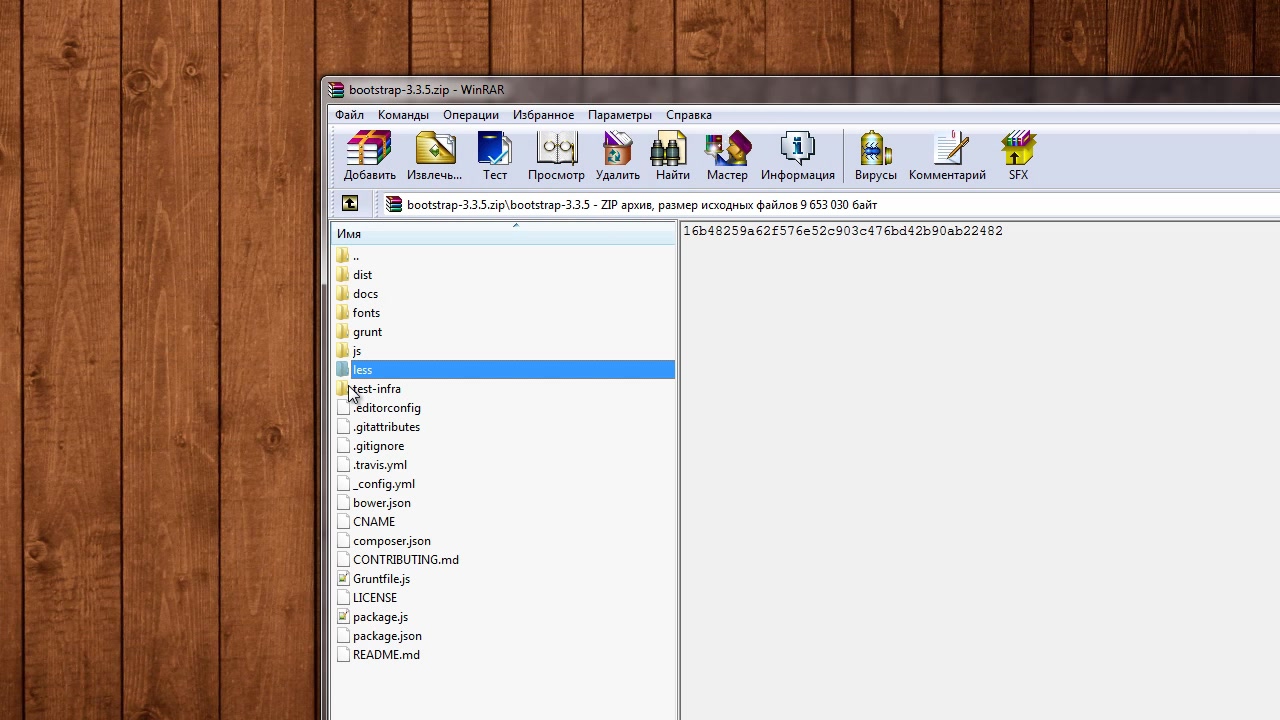 bootstrap-3.3.5.zip - WinRAR
Файл Команды Операции Избранное Параметры Справка
Добавить Извлечь... Тест Просмотр Удалить Найти Мастер Информация Вирусы Комментарий SFX
bootstrap-3.3.5.zip\bootstrap-3.3.5 - ZIP архив, размер исходных файлов 9 653 030 байт
Имя
16b48259a62f576e52c903c476bd42b90ab22482
..
dist
docs
fonts
grunt
js
less
test-infra
.editorconfig
.gitattributes
.gitignore
.travis.yml
_config.yml
bower.json
CNAME
composer.json
CONTRIBUTING.md
Gruntfile.js
LICENSE
package.js
package.json
README.md